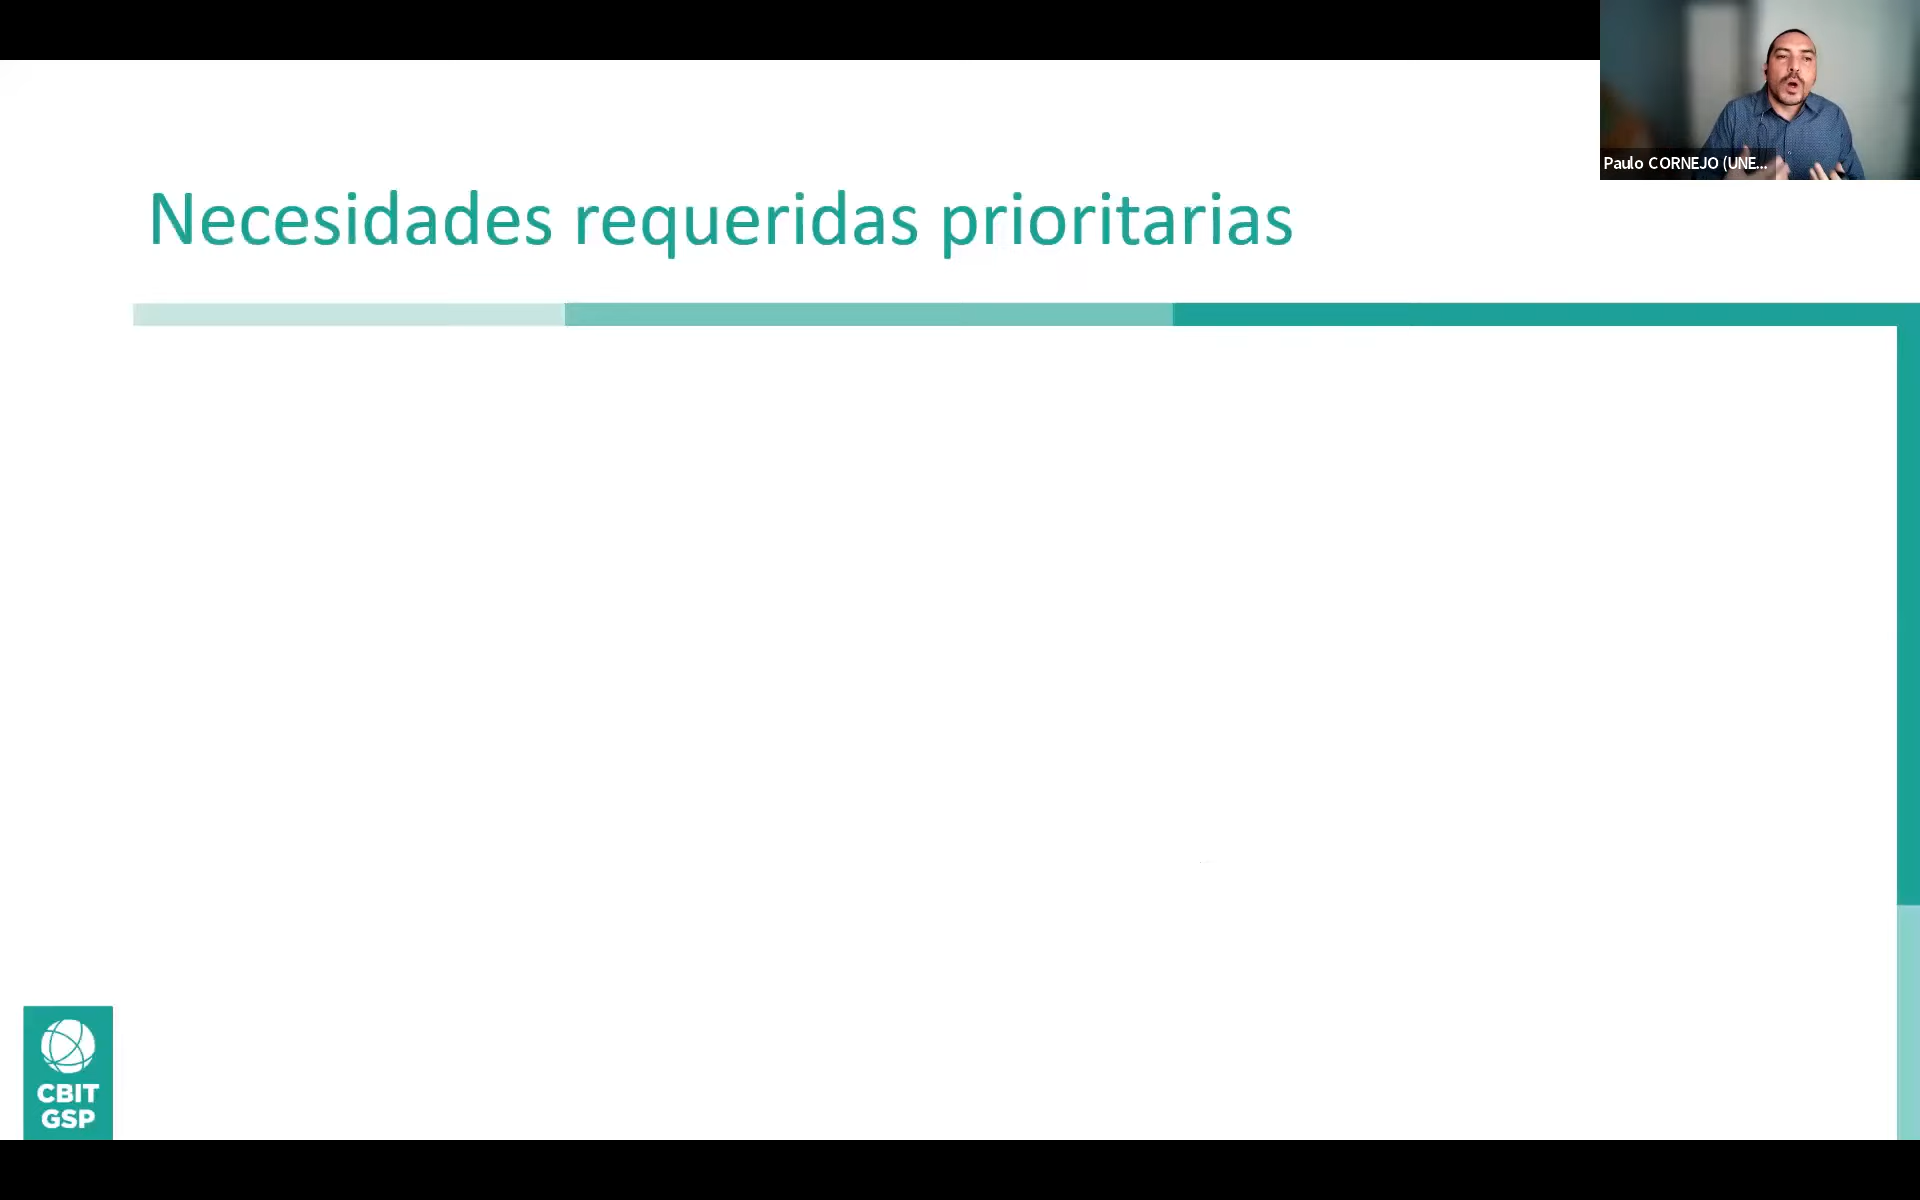 Paulo CORNEJO (UNE...
Necesidades requeridas prioritarias
CBIT
GSP